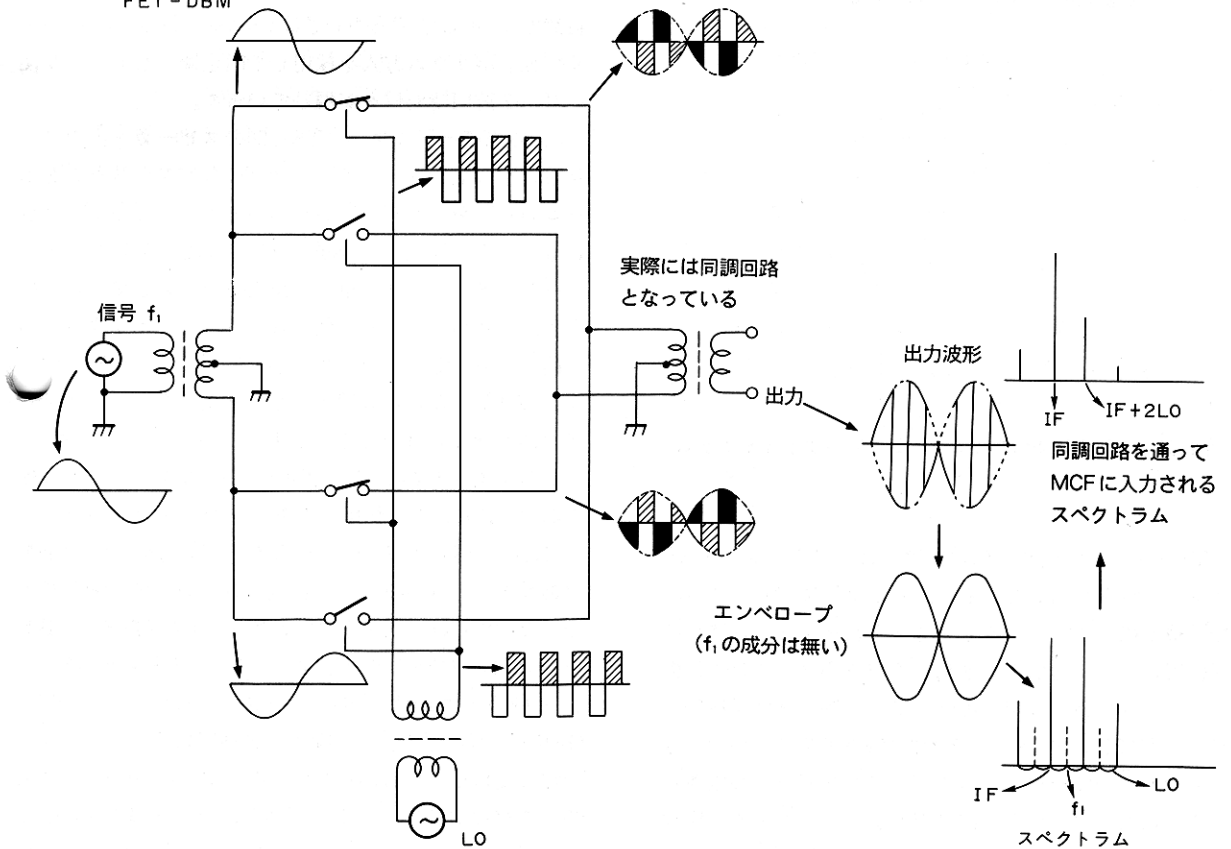 FET-DBM
信号 f₁
実際には同調回路
となっている
出力
出力波形
IF
IF+2LO
同調回路を通って
MCFに入力される
スペクトラム
エンベロープ
(f₁の成分は無い)
IF
f₁
LO
スペクトラム
LO